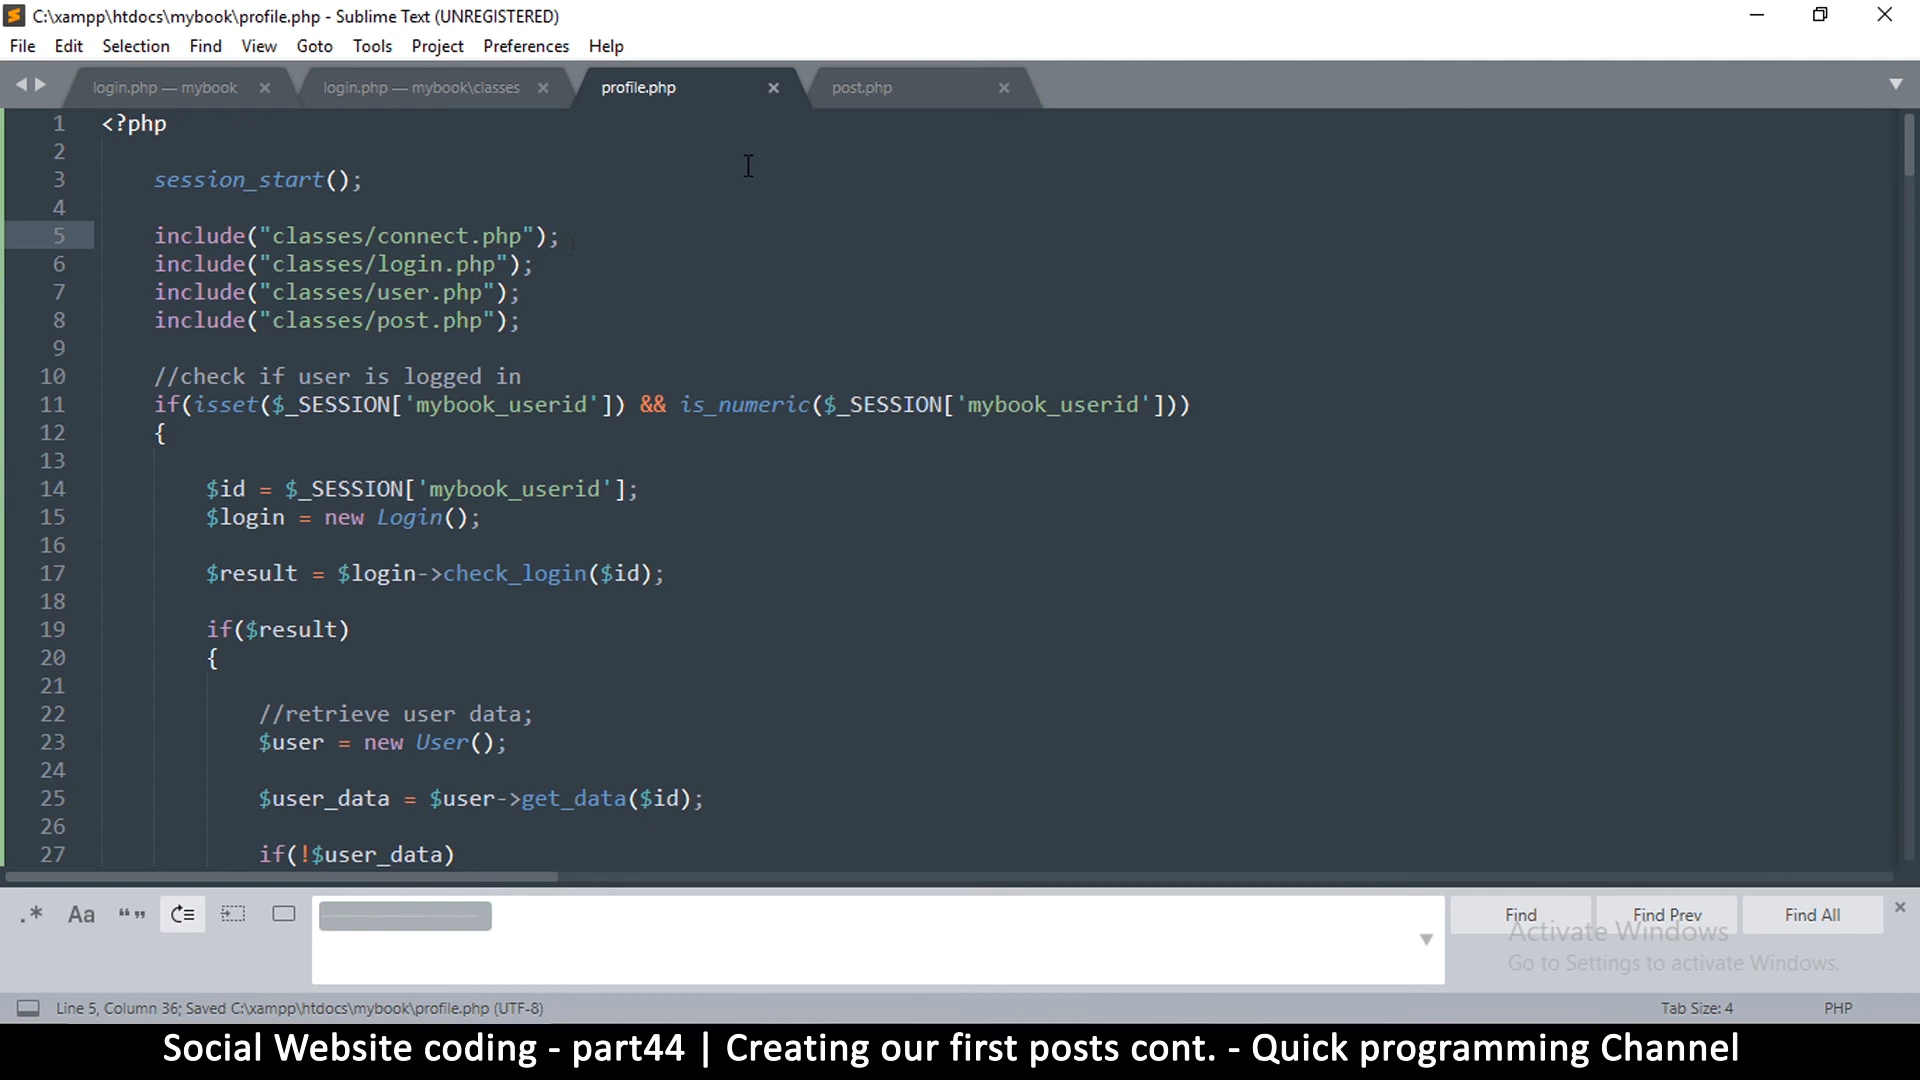 C:\xampp\htdocs\mybook\profile.php - Sublime Text (UNREGISTERED)
File Edit Selection Find View Goto Tools Project Preferences Help
login.php — mybook login.php — mybook\classes profile.php post.php
1 <?php
2
3 session_start();
4
5 include("classes/connect.php");
6 include("classes/login.php");
7 include("classes/user.php");
8 include("classes/post.php");
9
10 //check if user is logged in
11 if(isset($_SESSION['mybook_userid']) && is_numeric($_SESSION['mybook_userid']))
12 {
13
14 $id = $_SESSION['mybook_userid'];
15 $login = new Login();
16
17 $result = $login->check_login($id);
18
19 if($result)
20 {
21
22 //retrieve user data;
23 $user = new User();
24
25 $user_data = $user->get_data($id);
26
27 if(!$user_data)
.* Aa “” Find Find Prev Find All
Activate Windows
Go to Settings to activate Windows.
Line 5, Column 36; Saved C:\xampp\htdocs\mybook\profile.php (UTF-8) Tab Size: 4 PHP
Social Website coding - part44 | Creating our first posts cont. - Quick programming Channel